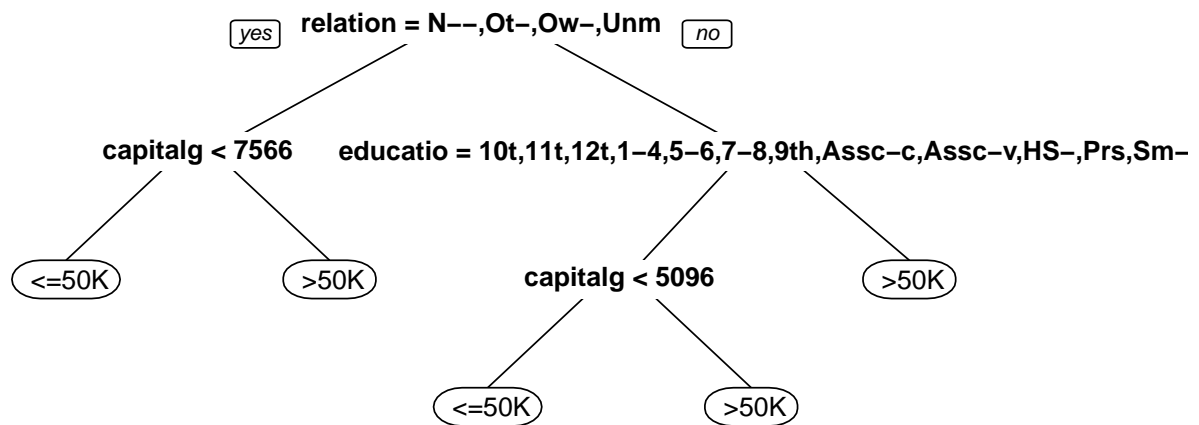 yes relation = N−−,Ot−,Ow−,Unm no
capitalg < 7566 educatio = 10t,11t,12t,1−4,5−6,7−8,9th,Assc−c,Assc−v,HS−,Prs,Sm−
<=50K >50K capitalg < 5096 >50K
<=50K >50K